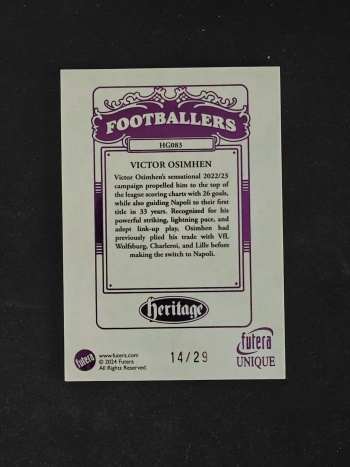 FOOTBALLERS
HG083
VICTOR OSIMHEN
Victor Osimhen's sensational 2022/23
campaign propelled him to the top of
the league scoring charts with 26 goals,
while also guiding Napoli to their first
title in 33 years. Recognised for his
powerful striking, lightning pace, and
adept link-up play, Osimhen had
previously plied his trade with VfL
Wolfsburg, Charleroi, and Lille before
making the switch to Napoli.
heritage
futera
www.futera.com
© 2024 Futera
All Rights Reserved.
14/29
futera
UNIQUE